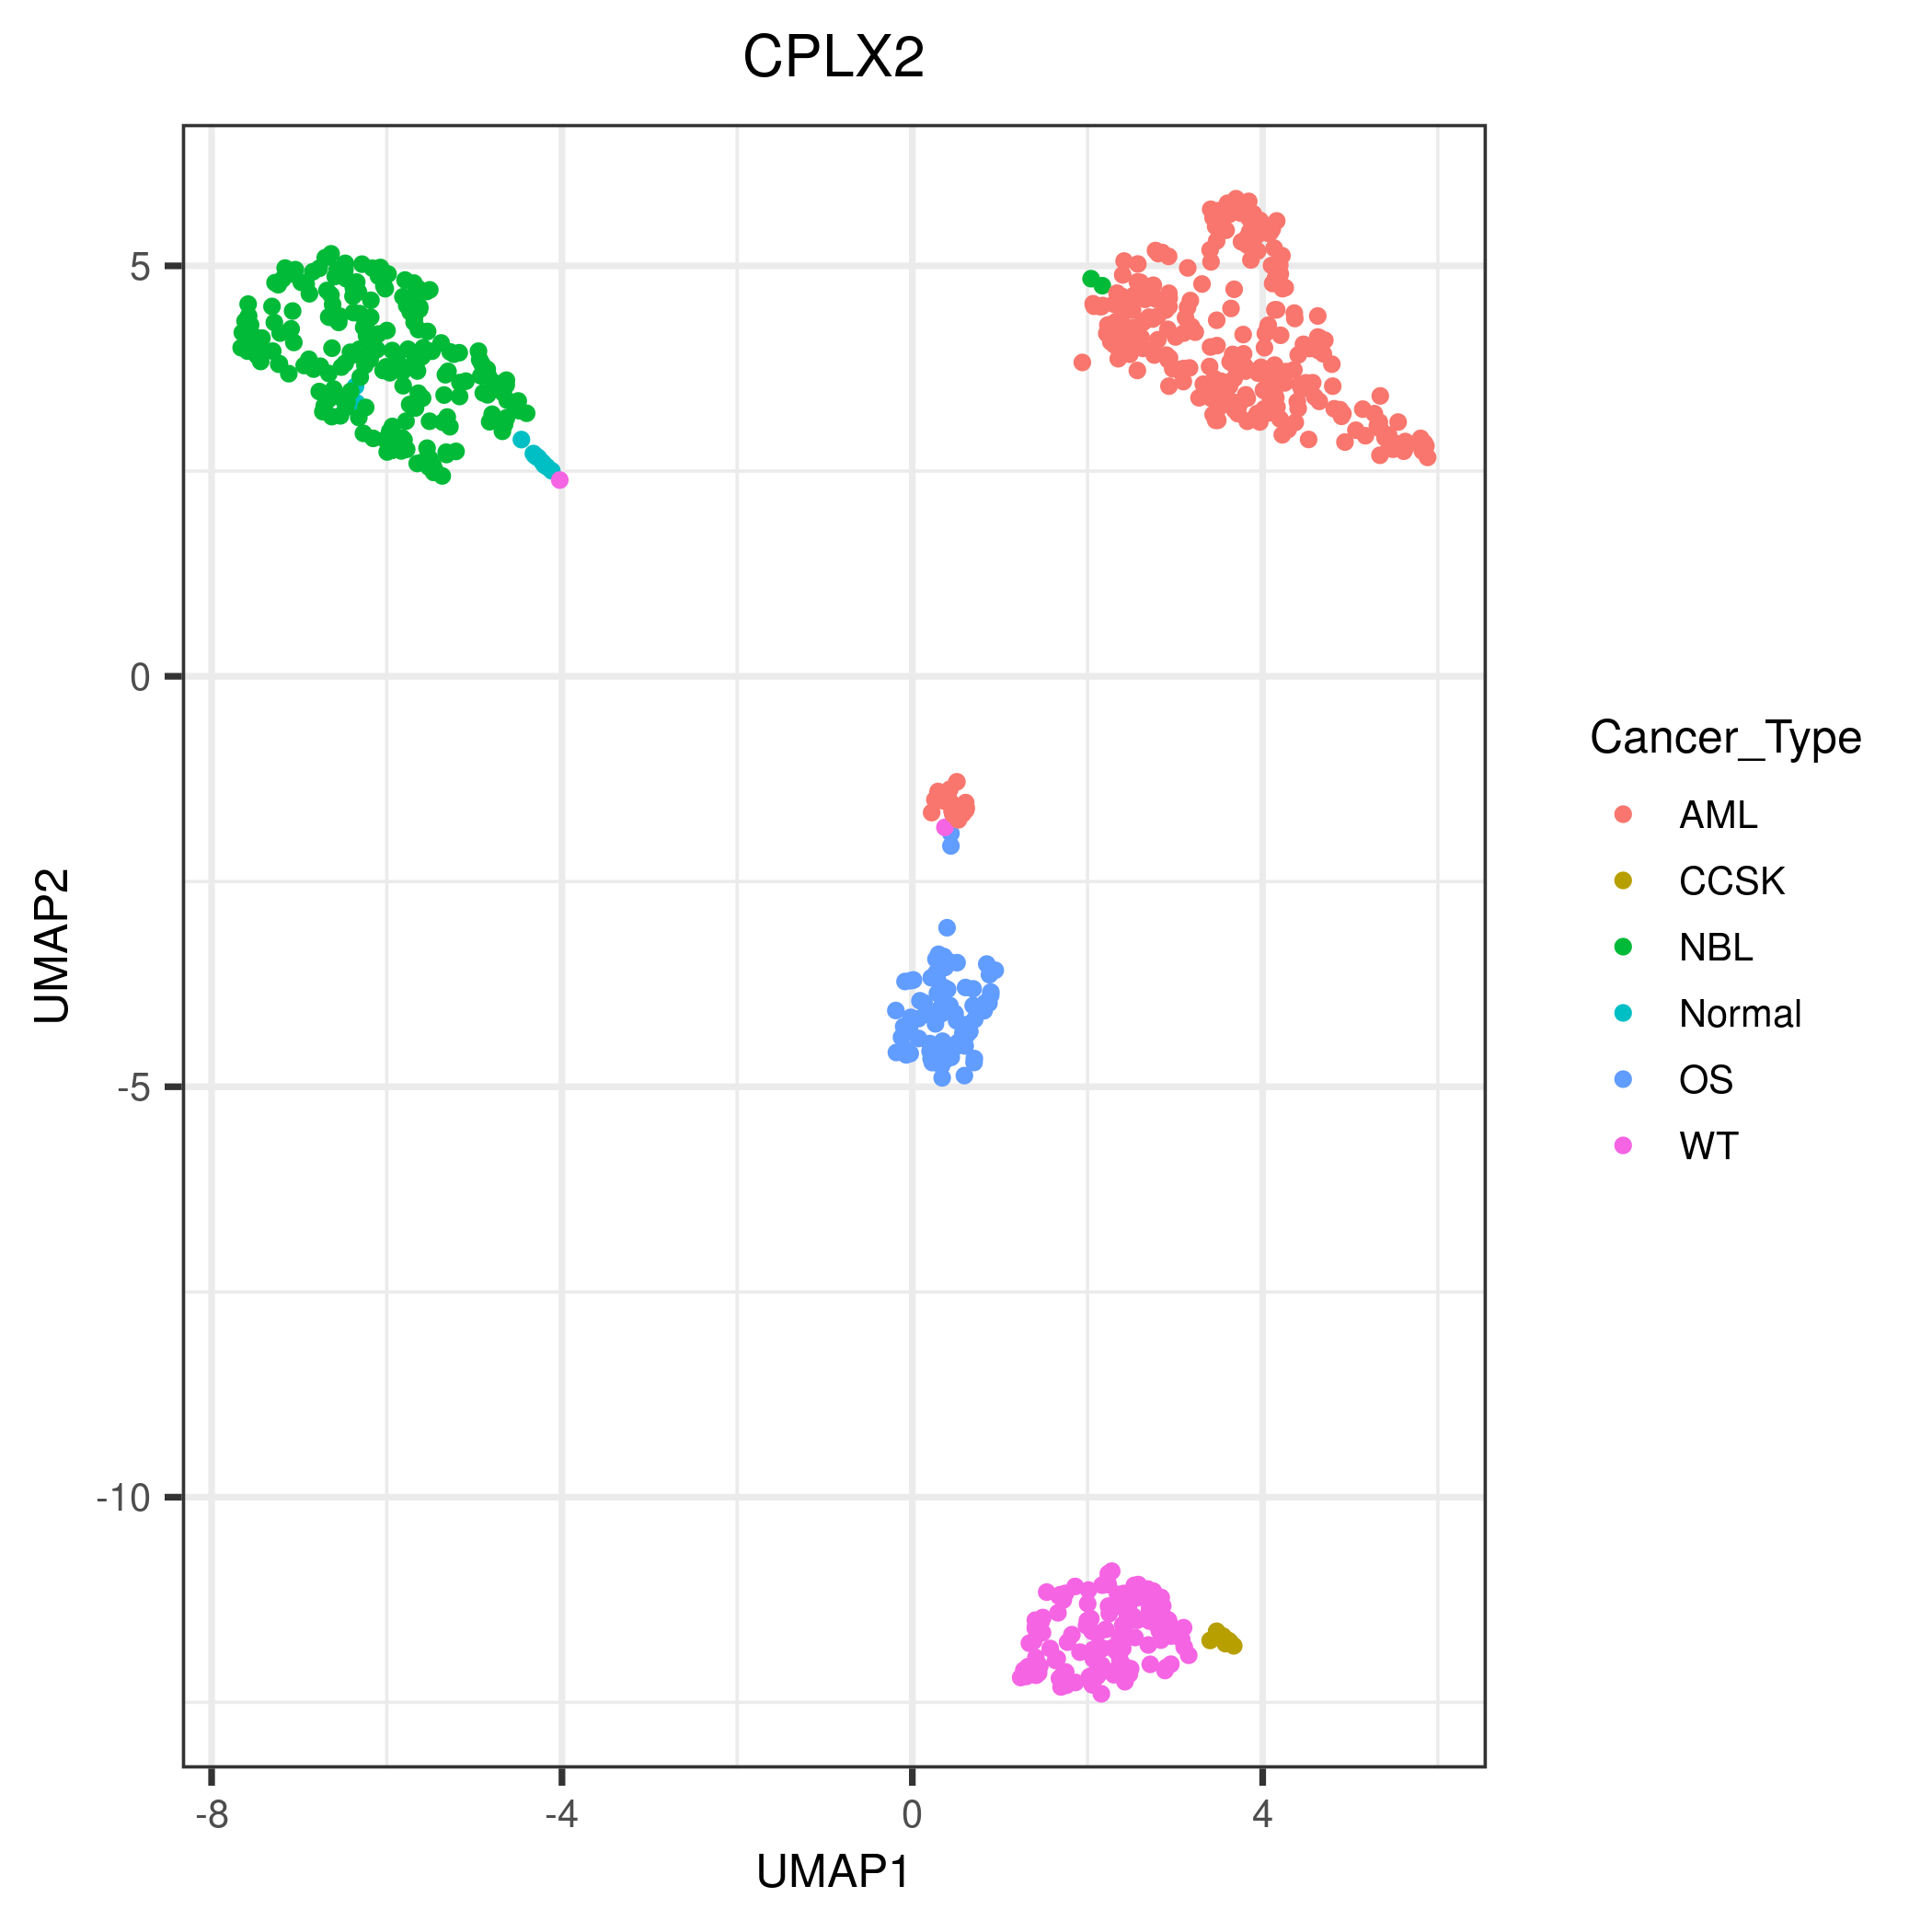 CPLX2
5
0
-5
-10
UMAP2
-8
-4
0
4
UMAP1
Cancer_Type
AML
CCSK
NBL
Normal
OS
WT